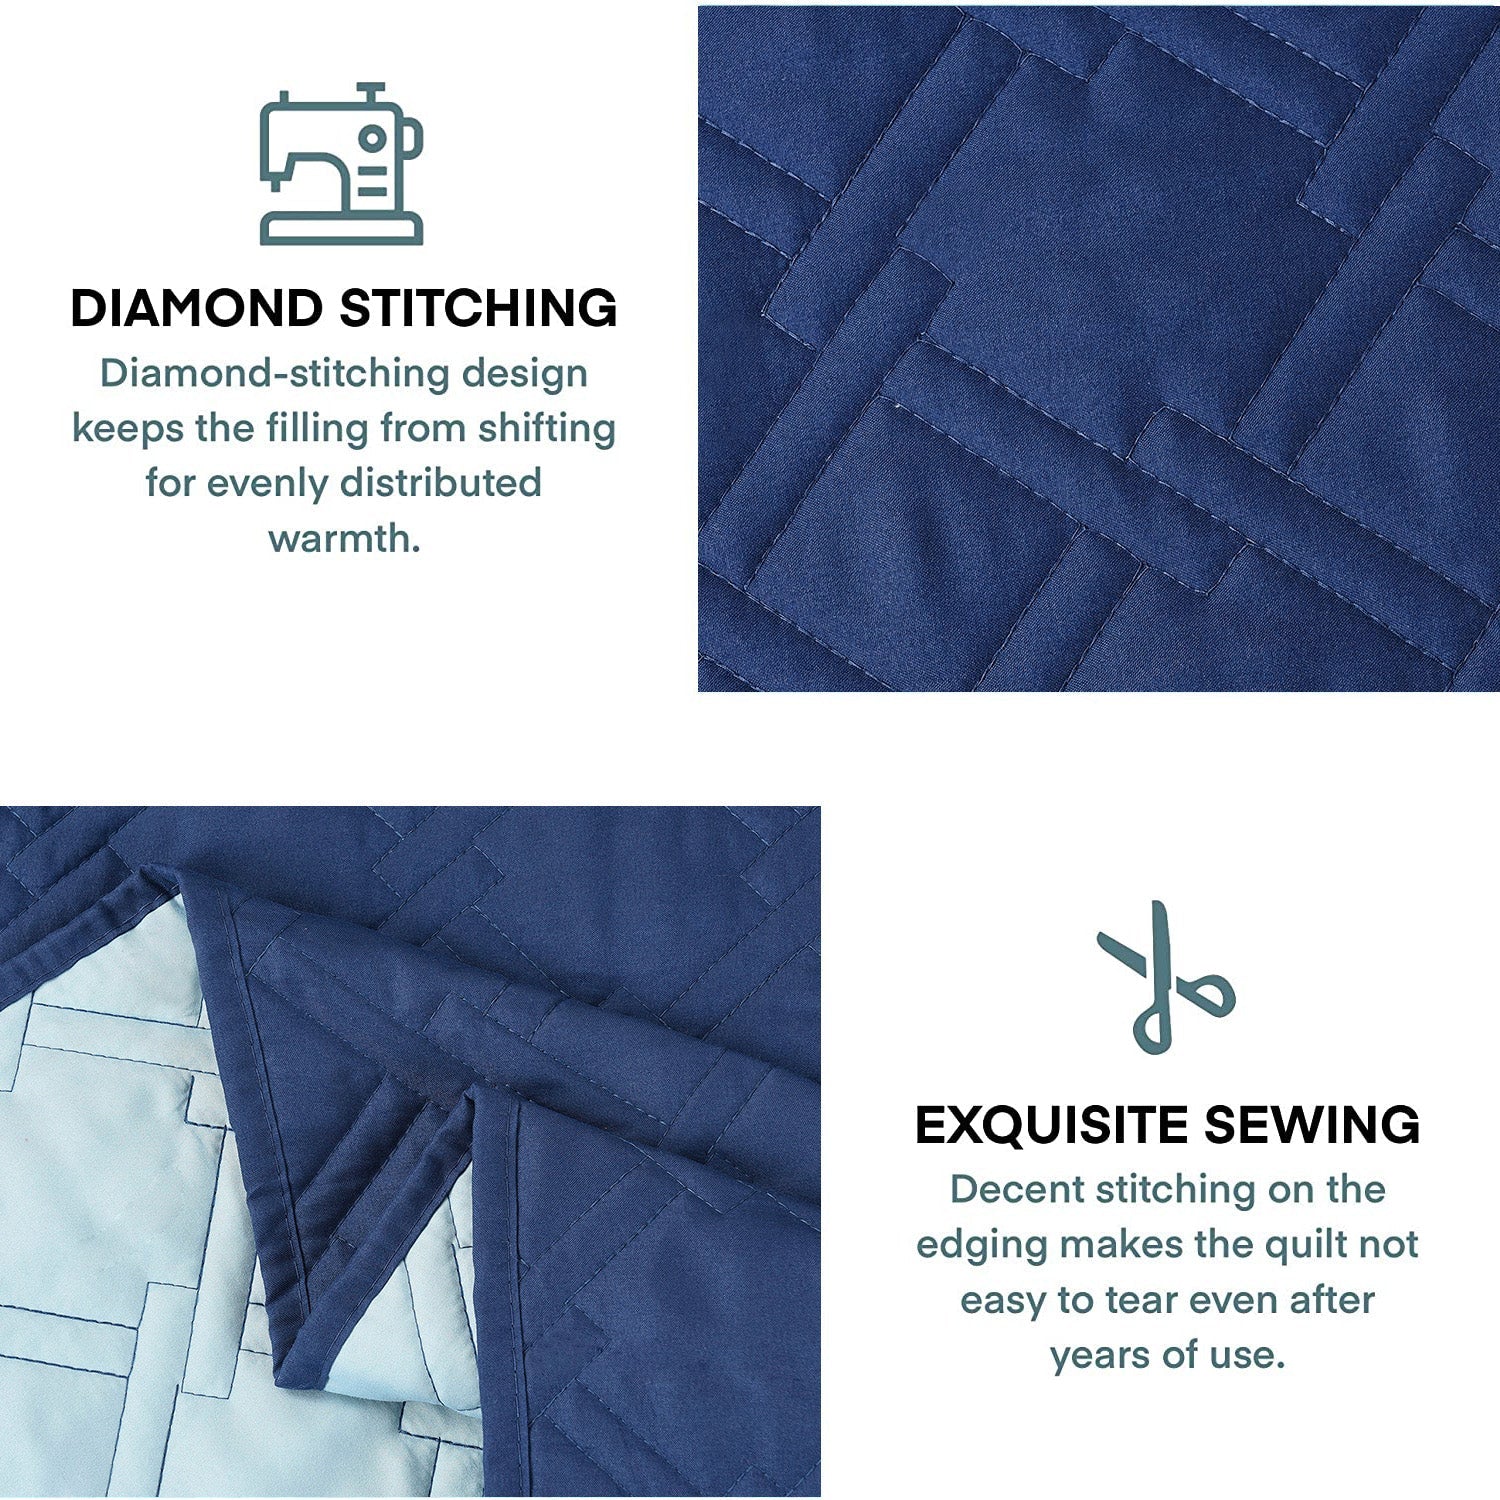 DIAMOND STITCHING
Diamond-stitching design
keeps the filling from shifting
for evenly distributed
warmth.
EXQUISITE SEWING
Decent stitching on the
edging makes the quilt not
easy to tear even after
years of use.